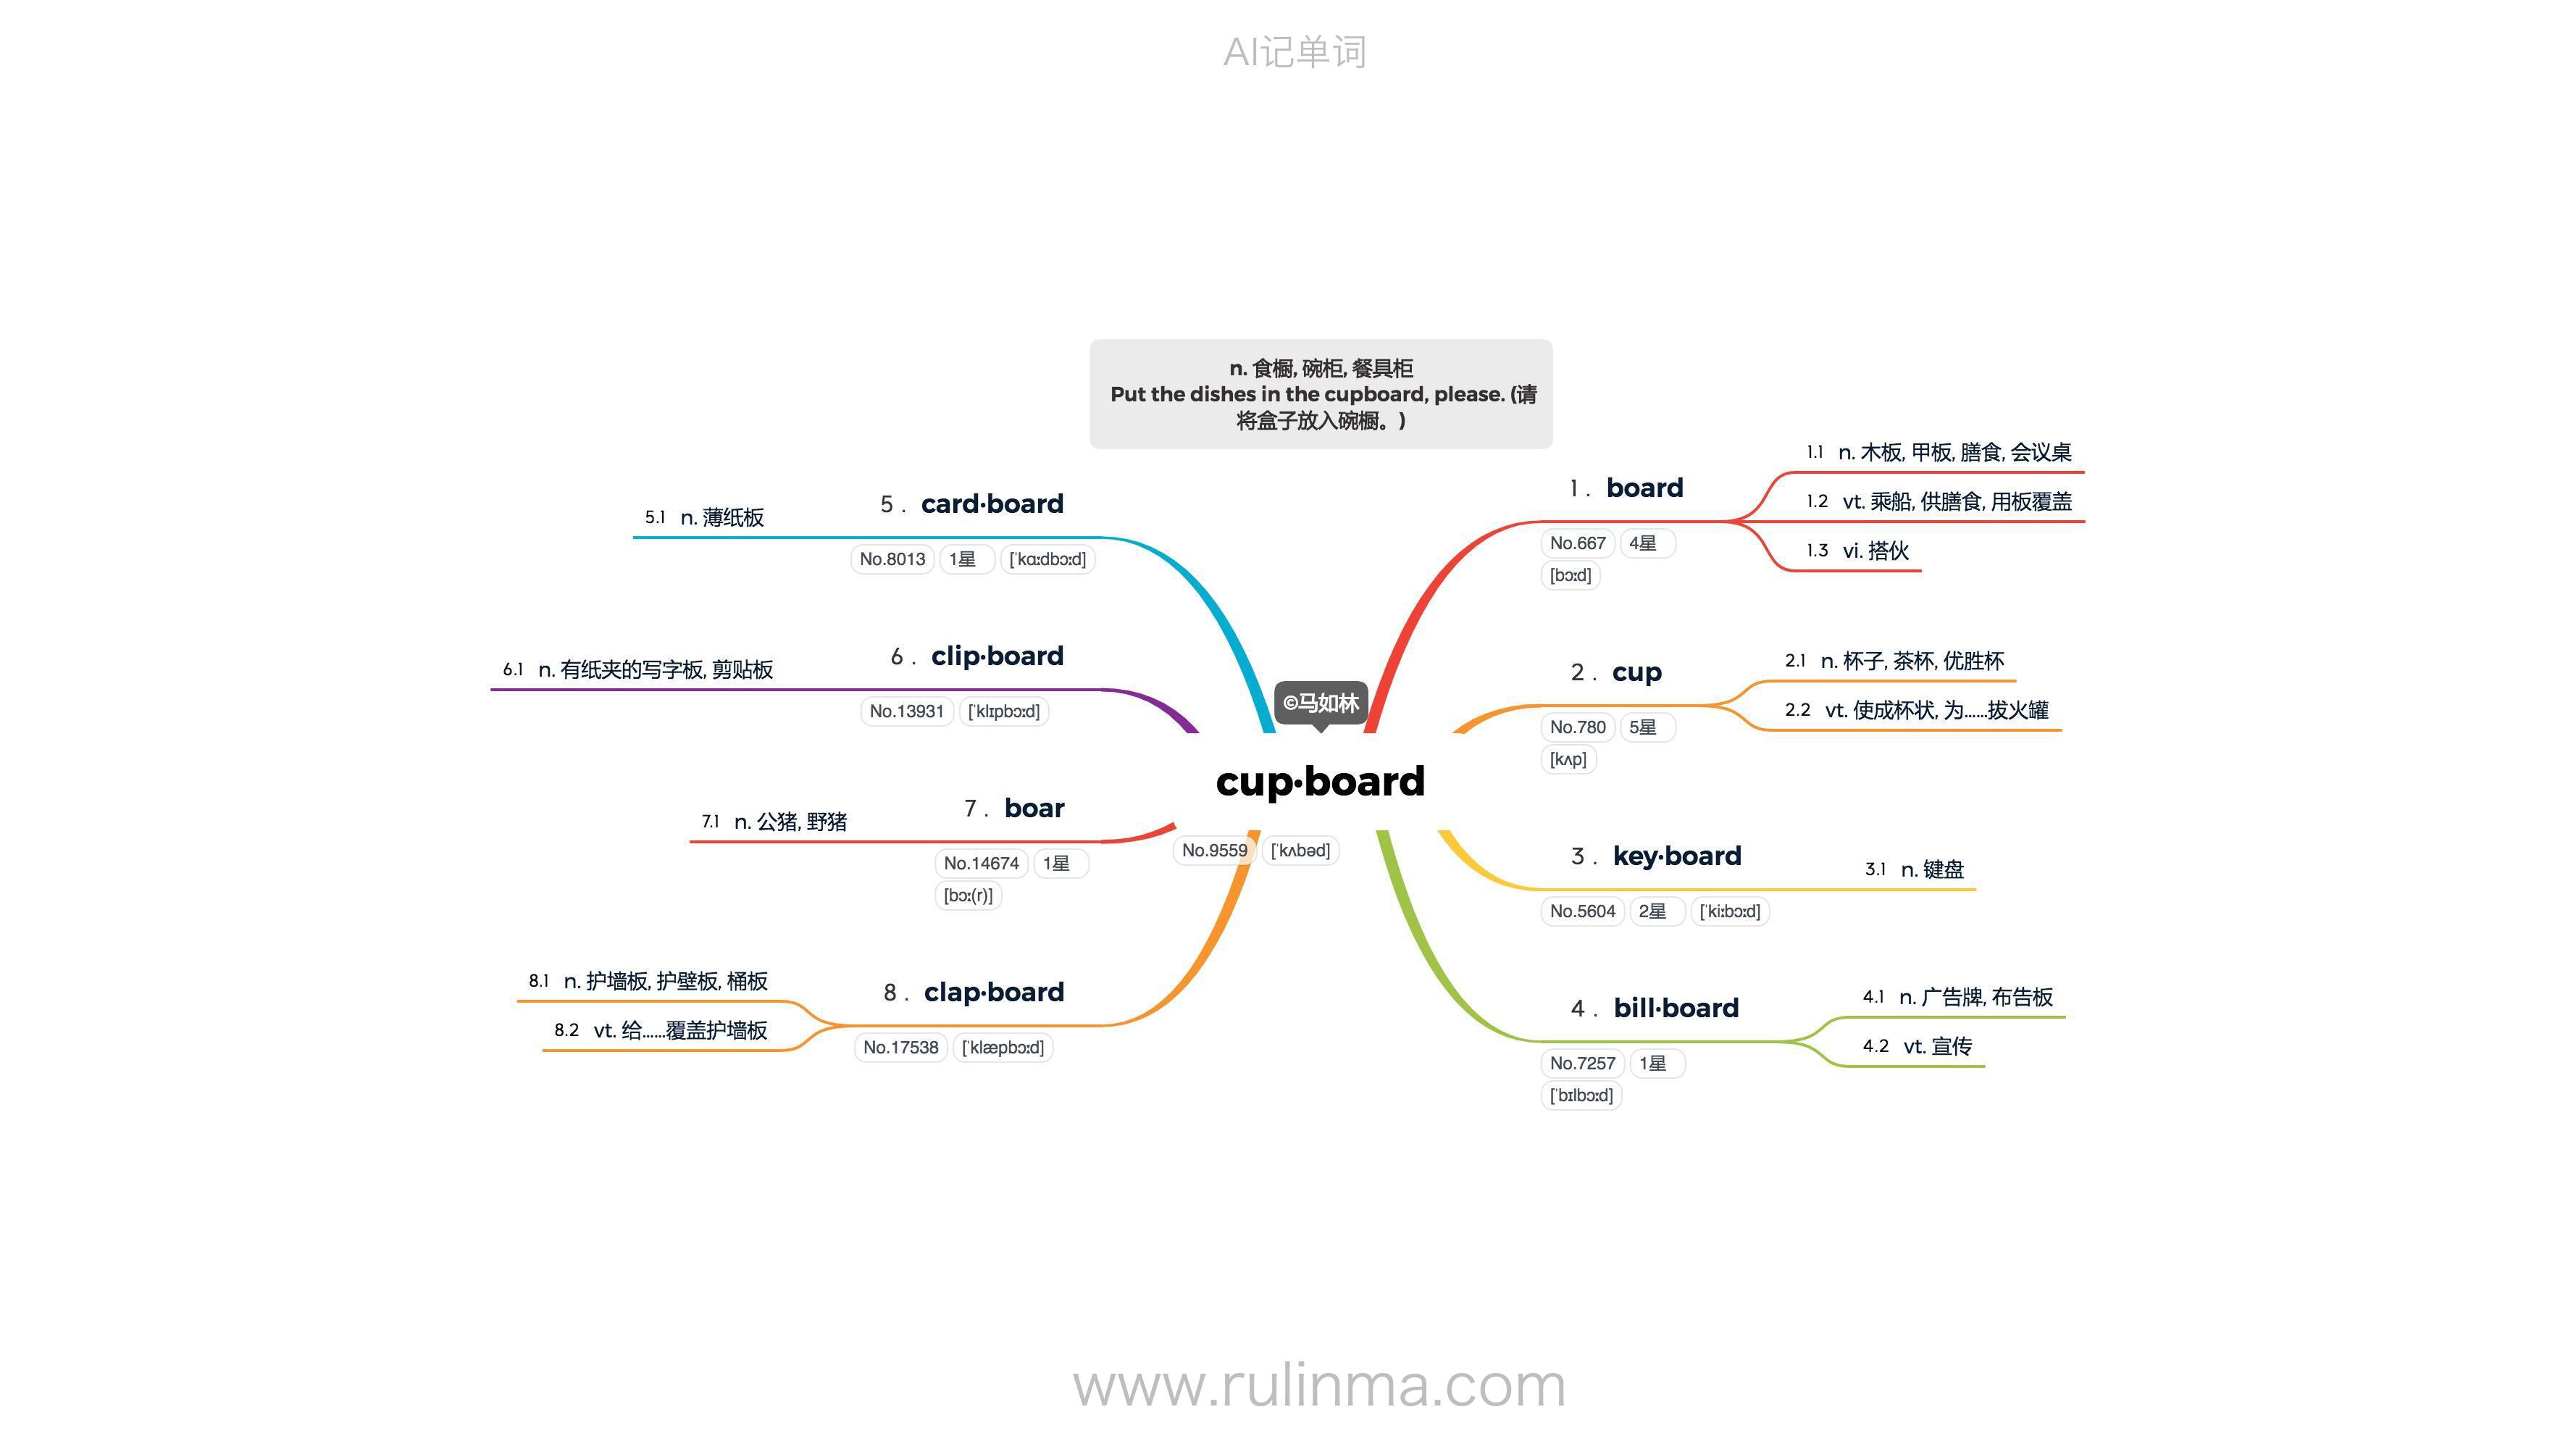 AI记单词
n. 食橱, 碗柜, 餐具柜
Put the dishes in the cupboard, please. (请
将盒子放入碗橱。)
©马如林
cup·board
No.9559 [ˈkʌbəd]
1. board
No.667 4星
[bɔːd]
1.1 n. 木板, 甲板, 膳食, 会议桌
1.2 vt. 乘船, 供膳食, 用板覆盖
1.3 vi. 搭伙
2. cup
No.780 5星
[kʌp]
2.1 n. 杯子, 茶杯, 优胜杯
2.2 vt. 使成杯状, 为……拔火罐
3. key·board
No.5604 2星 [ˈkiːbɔːd]
3.1 n. 键盘
4. bill·board
No.7257 1星
[ˈbɪlbɔːd]
4.1 n. 广告牌, 布告板
4.2 vt. 宣传
5. card·board
No.8013 1星 [ˈkɑːdbɔːd]
5.1 n. 薄纸板
6. clip·board
No.13931 [ˈklɪpbɔːd]
6.1 n. 有纸夹的写字板, 剪贴板
7. boar
No.14674 1星
[bɔː(r)]
7.1 n. 公猪, 野猪
8. clap·board
No.17538 [ˈklæpbɔːd]
8.1 n. 护墙板, 护壁板, 桶板
8.2 vt. 给……覆盖护墙板
www.rulinma.com